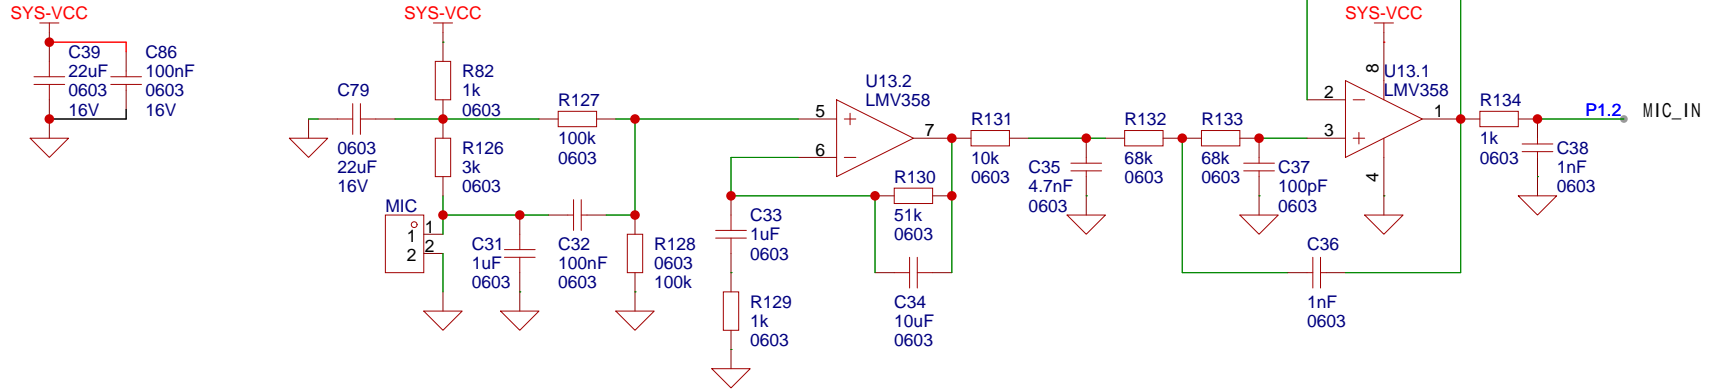 SYS-VCC
C39
22uF
0603
16V
C86
100nF
0603
16V
SYS-VCC
R82
1k
0603
C79
0603
22uF
16V
R127
100k
0603
R126
3k
0603
MIC
1
1
2
2
C31
1uF
0603
C32
100nF
0603
R128
0603
100k
U13.2
LMV358
5
6
7
R130
51k
0603
C33
1uF
0603
R129
1k
0603
C34
10uF
0603
R131
10k
0603
C35
4.7nF
0603
R132
68k
0603
R133
68k
0603
C37
100pF
0603
C36
1nF
0603
SYS-VCC
U13.1
LMV358
8
2
3
1
4
R134
1k
0603
P1.2
MIC_IN
C38
1nF
0603